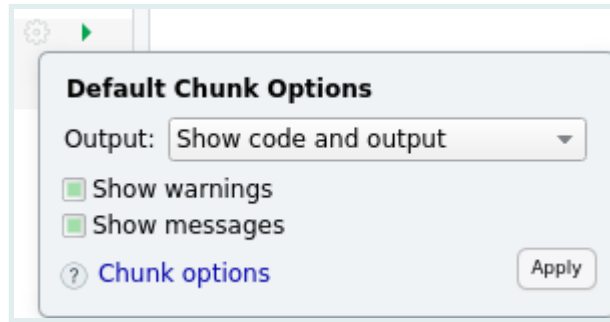 Default Chunk Options
Output: Show code and output
Show warnings
Show messages
? Chunk options Apply